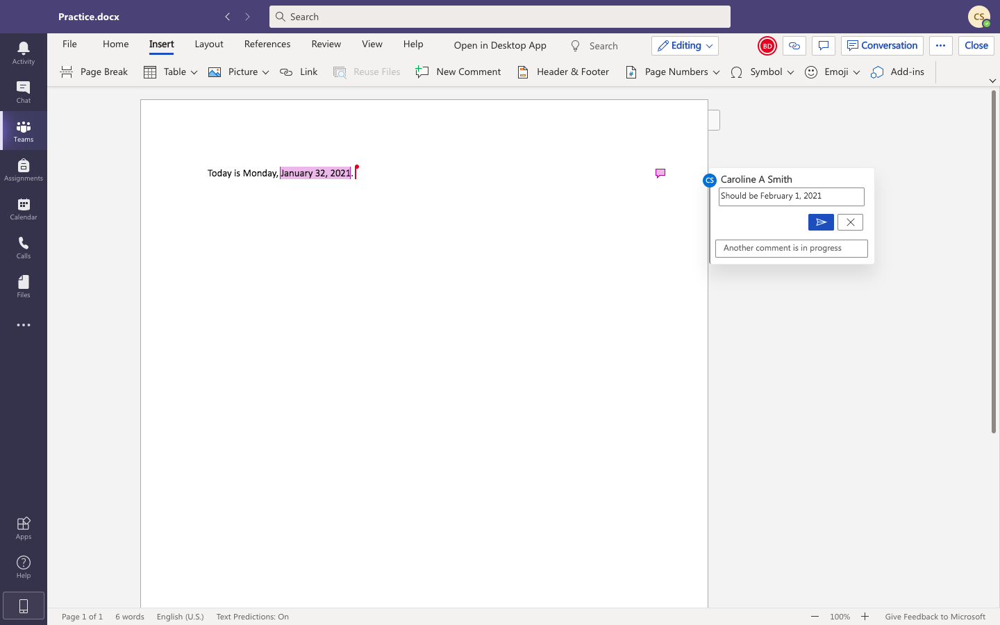 Practice.docx
Search
CS
Activity
Chat
Teams
Assignments
Calendar
Calls
Files
Apps
Help
File Home Insert Layout References Review View Help Open in Desktop App Search Editing BD Conversation Close
Page Break Table Picture Link Reuse Files New Comment Header & Footer Page Numbers Symbol Emoji Add-ins
Today is Monday, January 32, 2021.
CS Caroline A Smith
Should be February 1, 2021
Another comment is in progress
Page 1 of 1 6 words English (U.S.) Text Predictions: On 100% Give Feedback to Microsoft